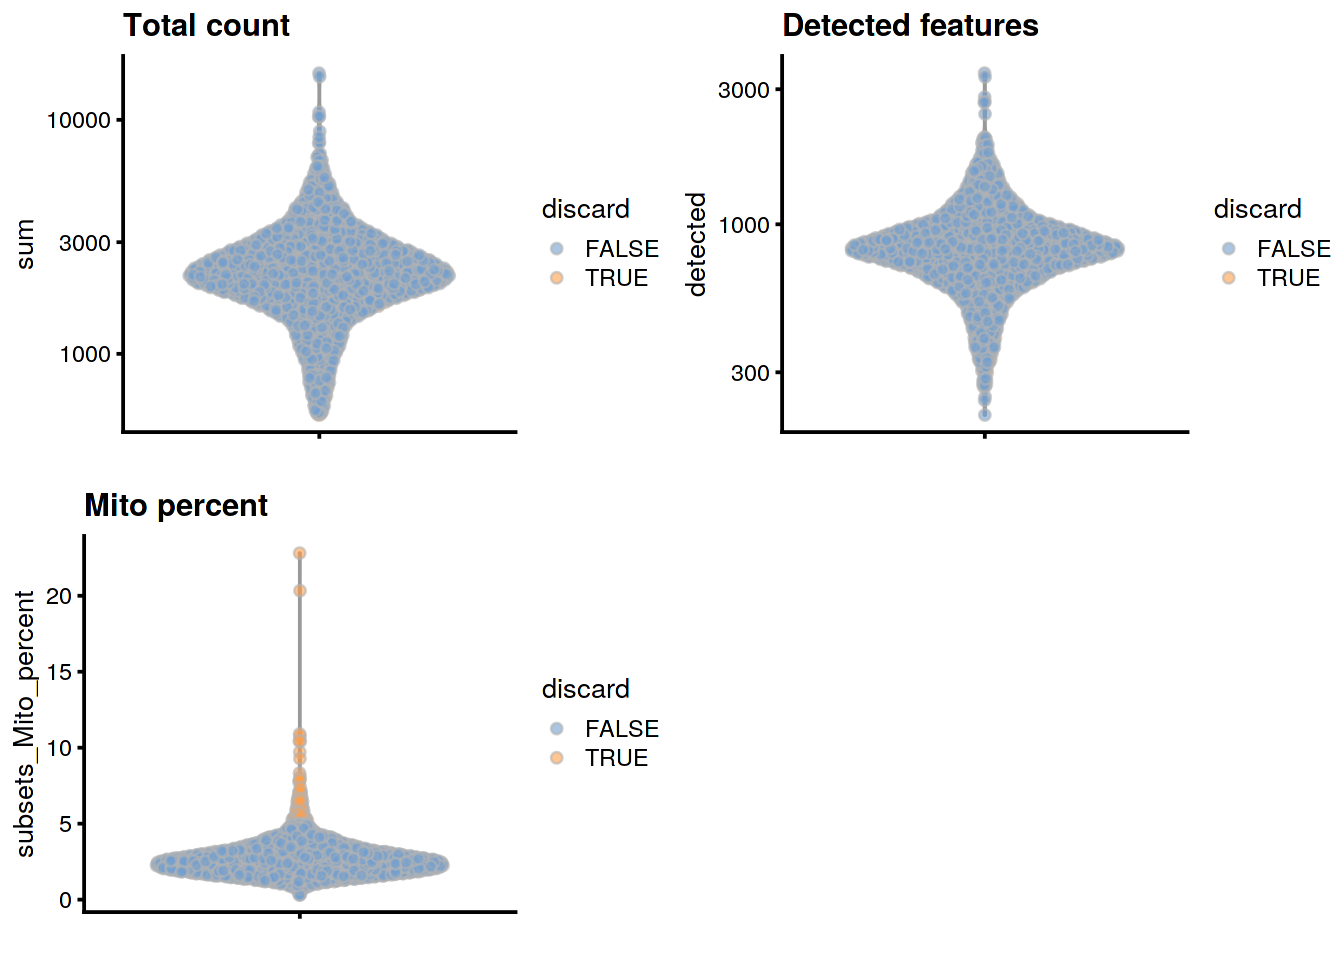 Total count
sum
10000
3000
1000
discard
FALSE
TRUE
Detected features
detected
3000
1000
300
discard
FALSE
TRUE
Mito percent
subsets_Mito_percent
20
15
10
5
0
discard
FALSE
TRUE